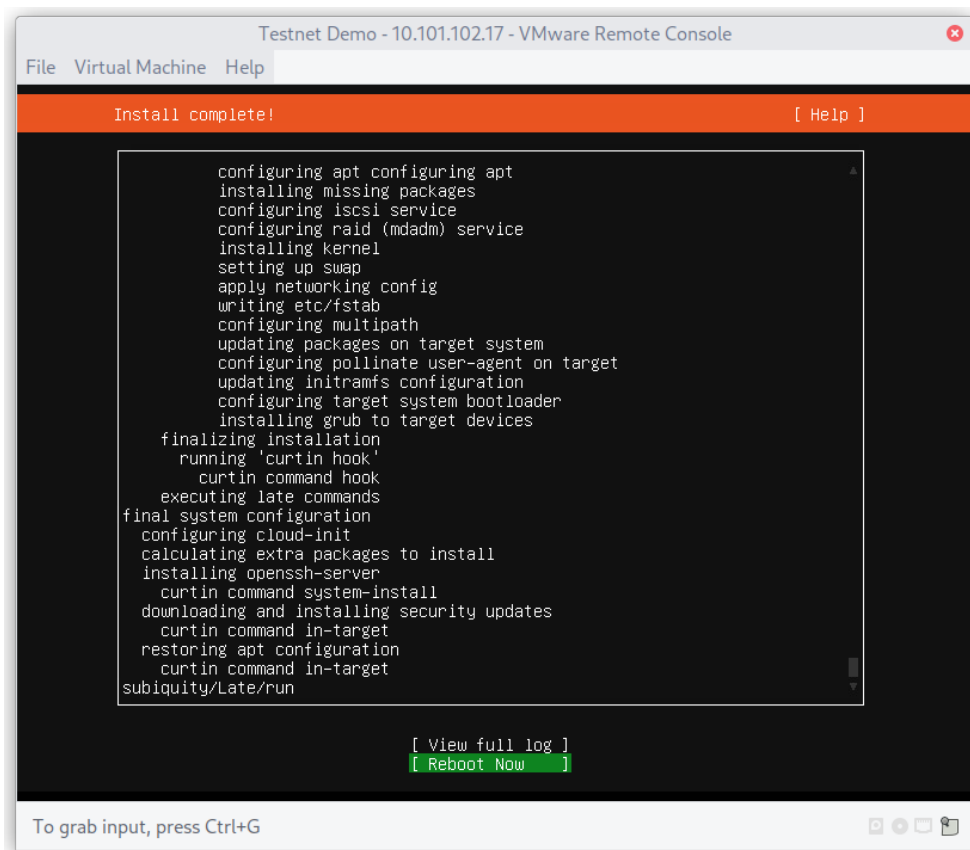 Testnet Demo - 10.101.102.17 - VMware Remote Console
File Virtual Machine Help
Install complete! [ Help ]
configuring apt configuring apt
installing missing packages
configuring iscsi service
configuring raid (mdadm) service
installing kernel
setting up swap
apply networking config
writing etc/fstab
configuring multipath
updating packages on target system
configuring pollinate user-agent on target
updating initramfs configuration
configuring target system bootloader
installing grub to target devices
finalizing installation
running 'curtin hook'
curtin command hook
executing late commands
final system configuration
configuring cloud-init
calculating extra packages to install
installing openssh-server
curtin command system-install
downloading and installing security updates
curtin command in-target
restoring apt configuration
curtin command in-target
subiquity/Late/run
[ View full log ]
[ Reboot Now ]
To grab input, press Ctrl+G